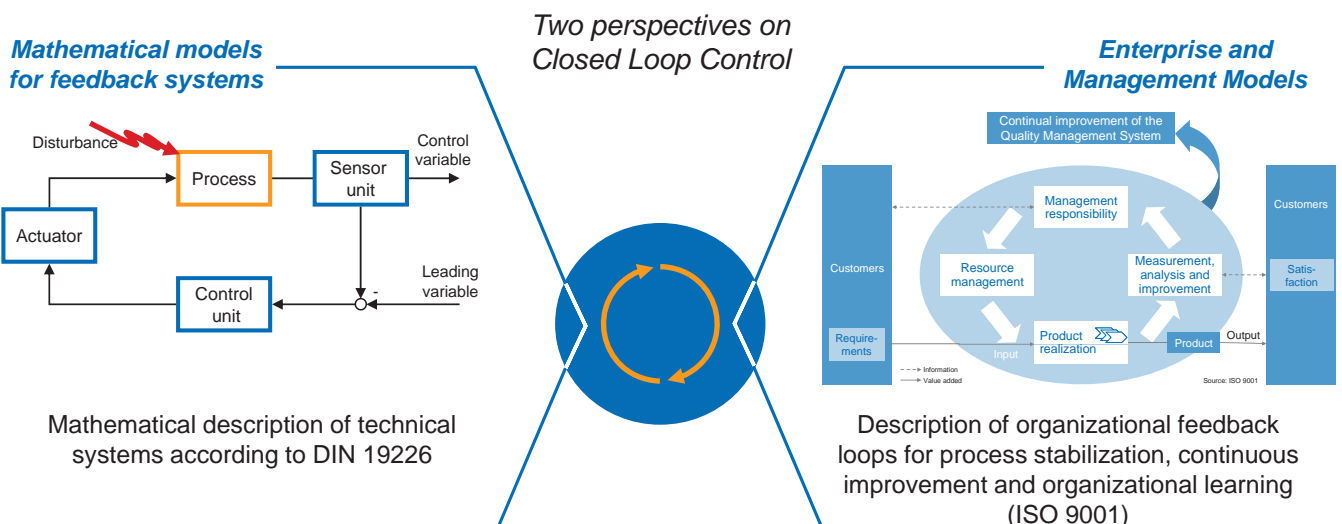 Two perspectives on
Closed Loop Control
Mathematical models
for feedback systems
Disturbance
Process
Sensor
unit
Control
variable
Actuator
Control
unit
-
Leading
variable
Mathematical description of technical
systems according to DIN 19226
Enterprise and
Management Models
Continual improvement of the
Quality Management System
Customers
Require-
ments
Management
responsibility
Resource
management
Measurement,
analysis and
improvement
Input
Product
realization
Product
Output
Customers
Satis-
faction
Information
Value added
Source: ISO 9001
Description of organizational feedback
loops for process stabilization, continuous
improvement and organizational learning
(ISO 9001)